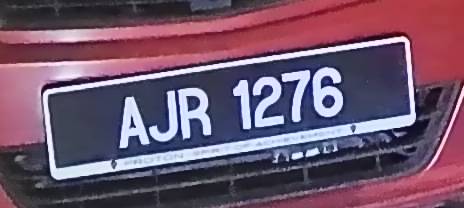 AJR 1276
PROTON SPIRIT OF ACHIEVEMENT